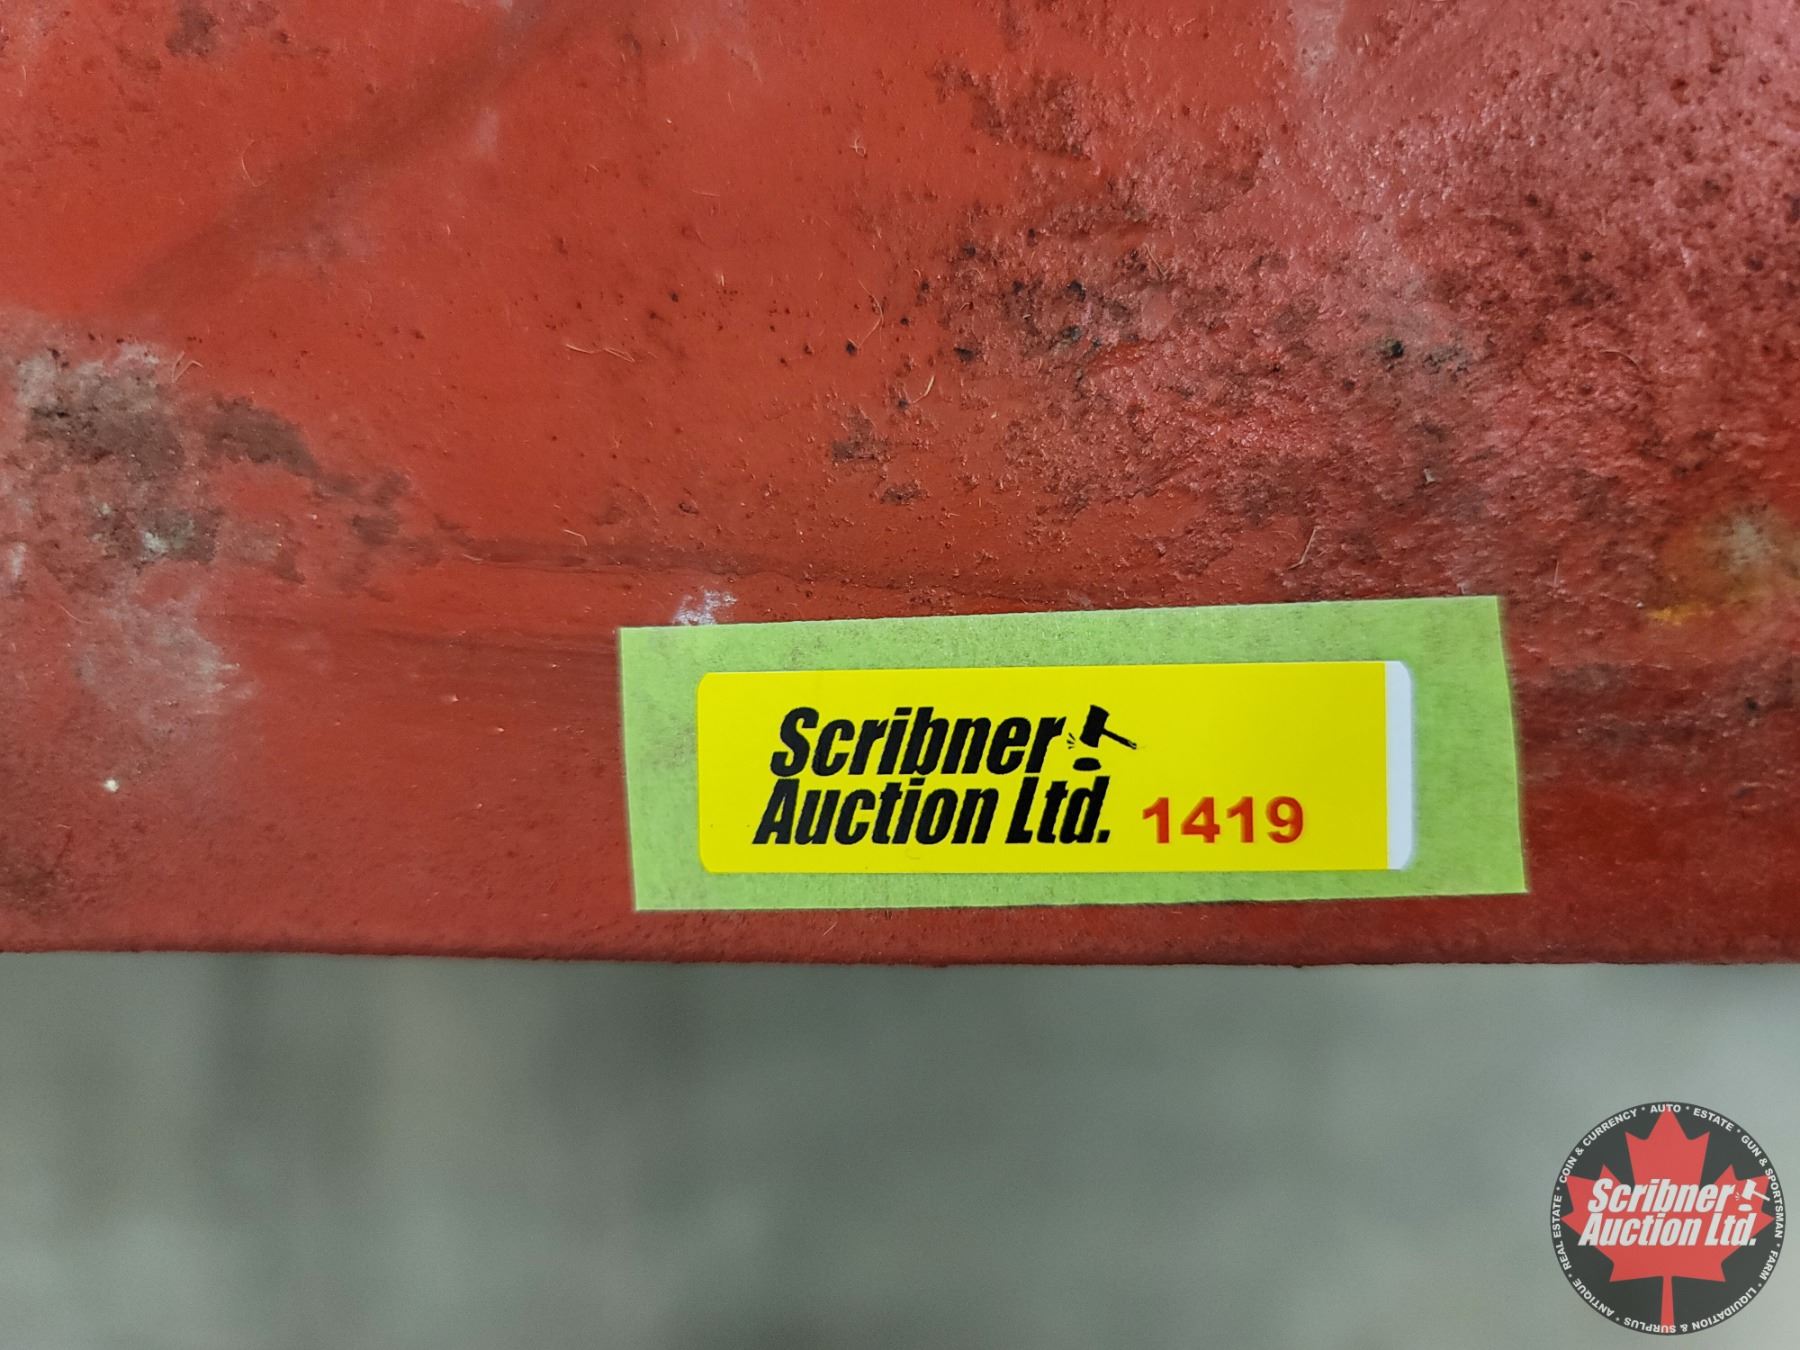 Scribner
Auction Ltd. 1419
COIN & CURRENCY * AUTO * ESTATE * GUN & SPORTSMAN * FARM * LIQUIDATION & SURPLUS * ANTIQUE * REAL ESTATE *
Scribner
Auction Ltd.